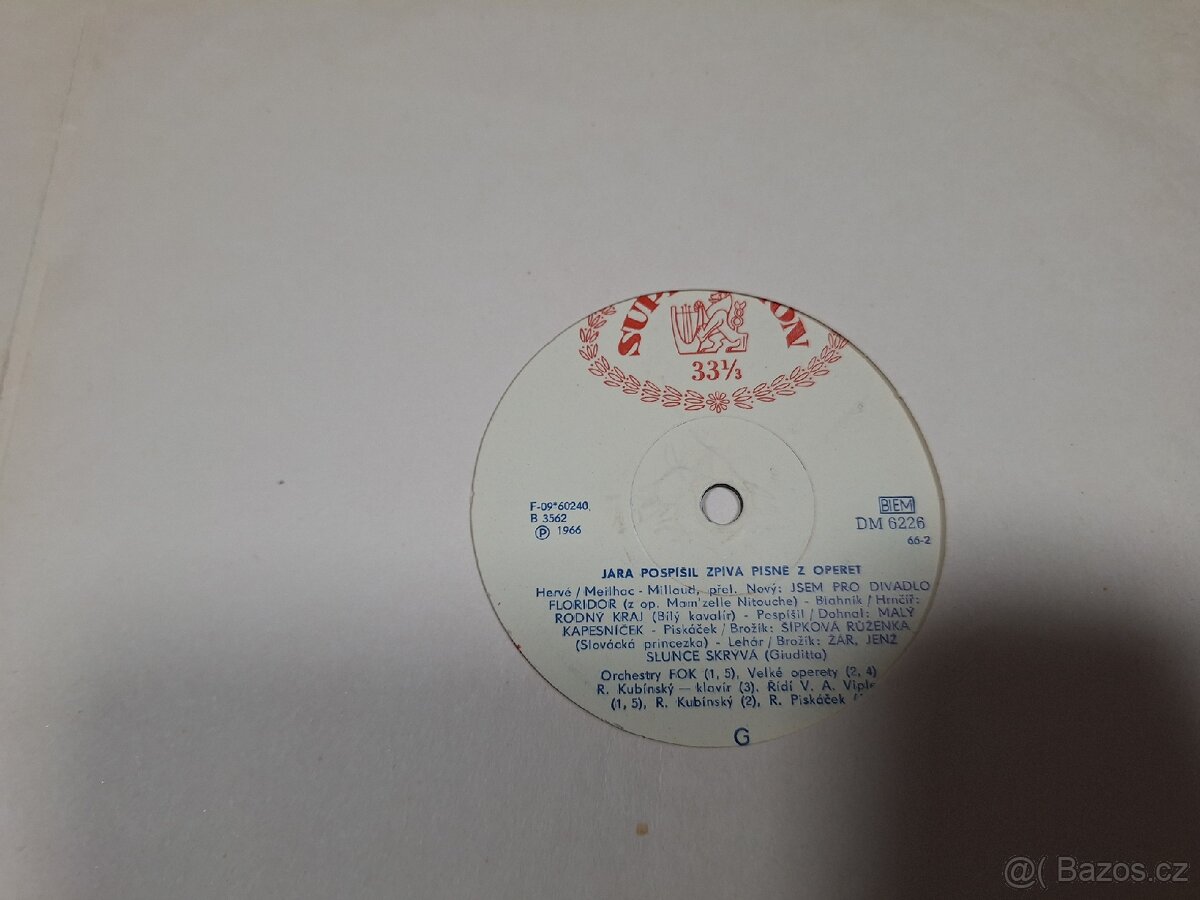 SUP ON
33⅓
F-09*60240
B 3562
Ⓟ 1966
BIEM
DM 6226
66-2
JARA POSPÍŠIL ZPÍVÁ PÍSNE Z OPERET
Hervé / Meilhac - Millaud, přel. Nový: JSEM PRO DIVADLO
FLORIDOR (z op. Mam'zelle Nitouche) - Blahník / Hrnčíř:
RODNÝ KRAJ (Bílý kavalír) - Pospíšil / Dohnal: MALÝ
KAPESNÍČEK - Piskáček / Brožík: ŠÍPKOVÁ RŮŽENKA
(Slovácká princezka) - Lehár / Brožík: ŽÁR, JENŽ
SLUNCE SKRÝVÁ (Giuditta)
Orchestry FOK (1, 5), Velké operety (2, 4)
R. Kubínský — klavír (3). Řídí V. A. Viple
(1, 5), R. Kubínský (2), R. Piskáček
G
@( Bazos.cz